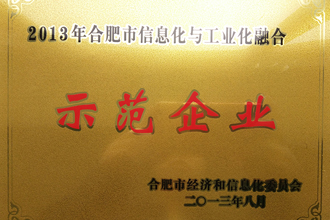 2013年合肥市信息化与工业化融合
示范企业
合肥市经济和信息化委员会
二〇一三年八月